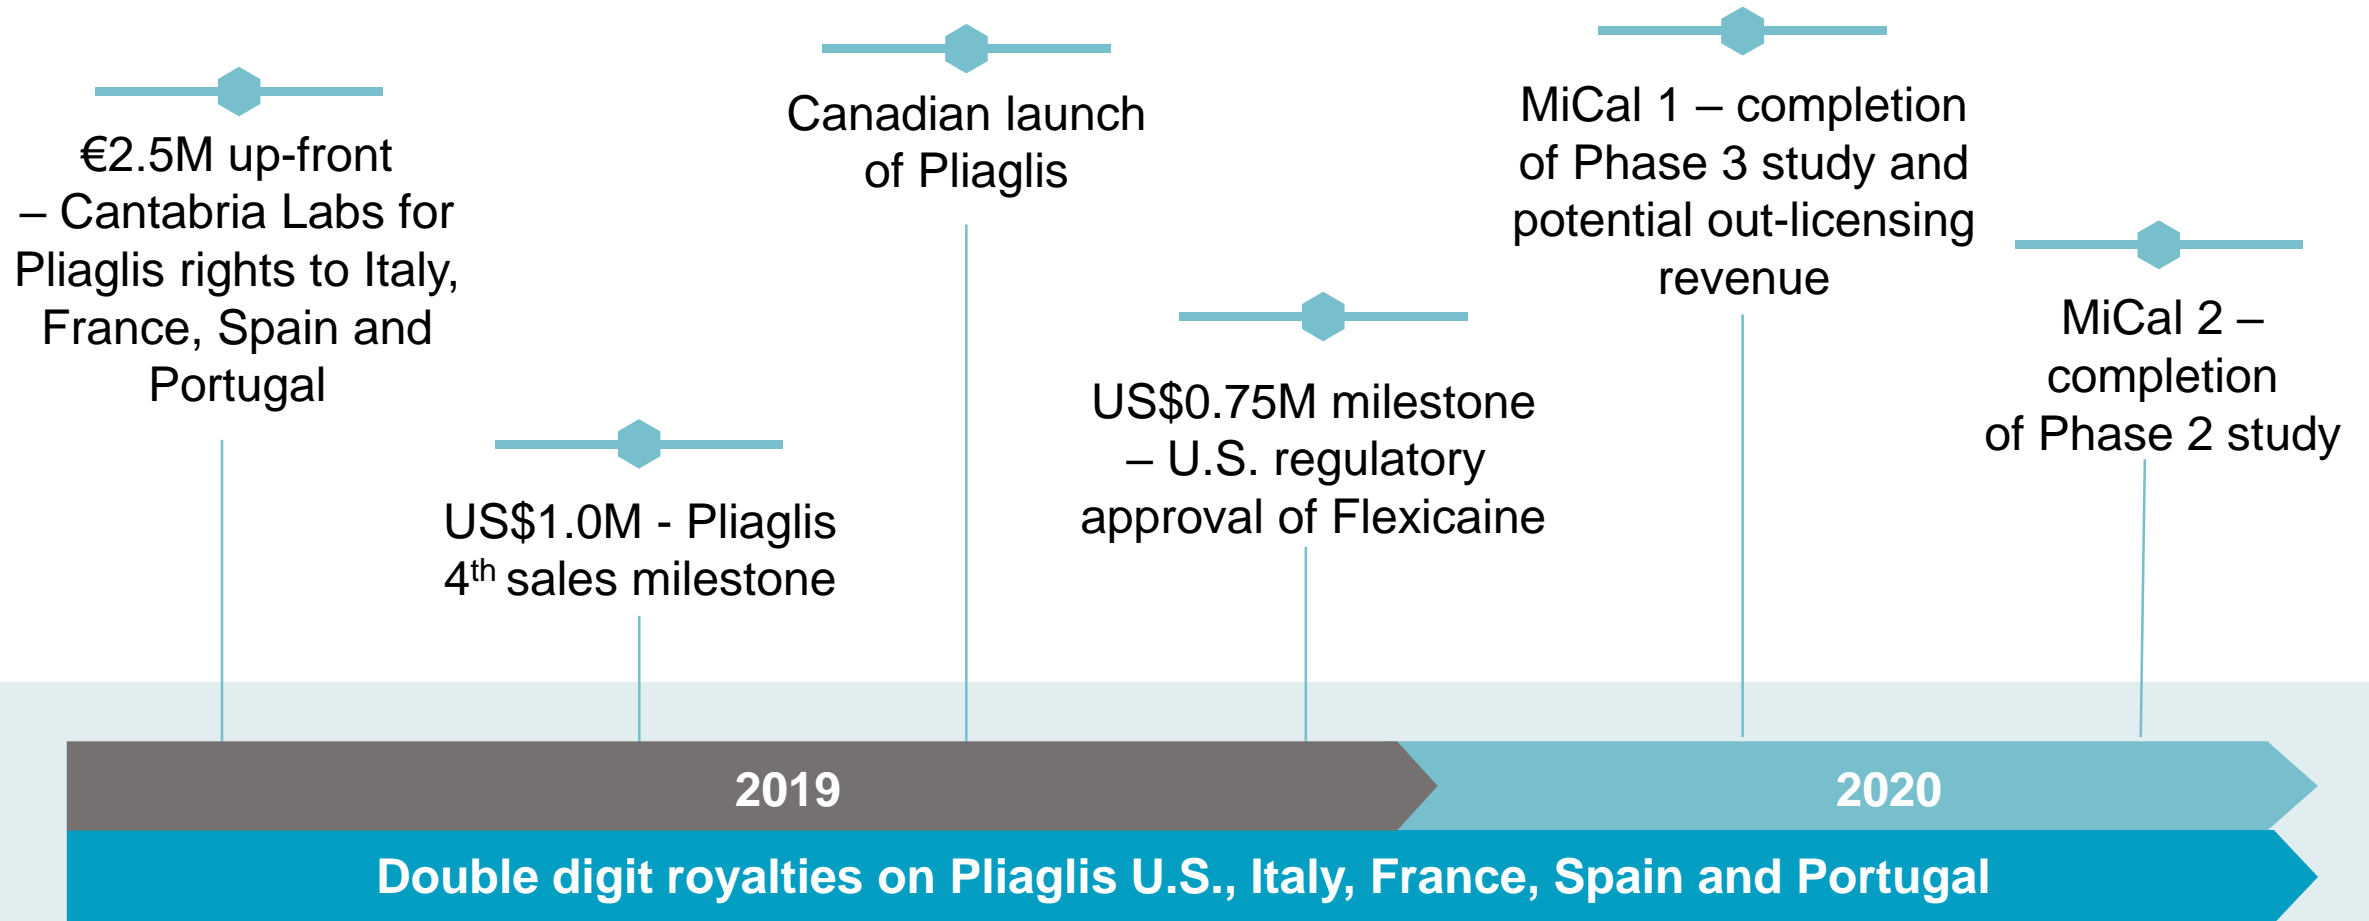 €2.5M up-front
– Cantabria Labs for
Pliaglis rights to Italy,
France, Spain and
Portugal
US$1.0M - Pliaglis
4th sales milestone
Canadian launch
of Pliaglis
US$0.75M milestone
– U.S. regulatory
approval of Flexicaine
MiCal 1 – completion
of Phase 3 study and
potential out-licensing
revenue
MiCal 2 –
completion
of Phase 2 study
2019
2020
Double digit royalties on Pliaglis U.S., Italy, France, Spain and Portugal